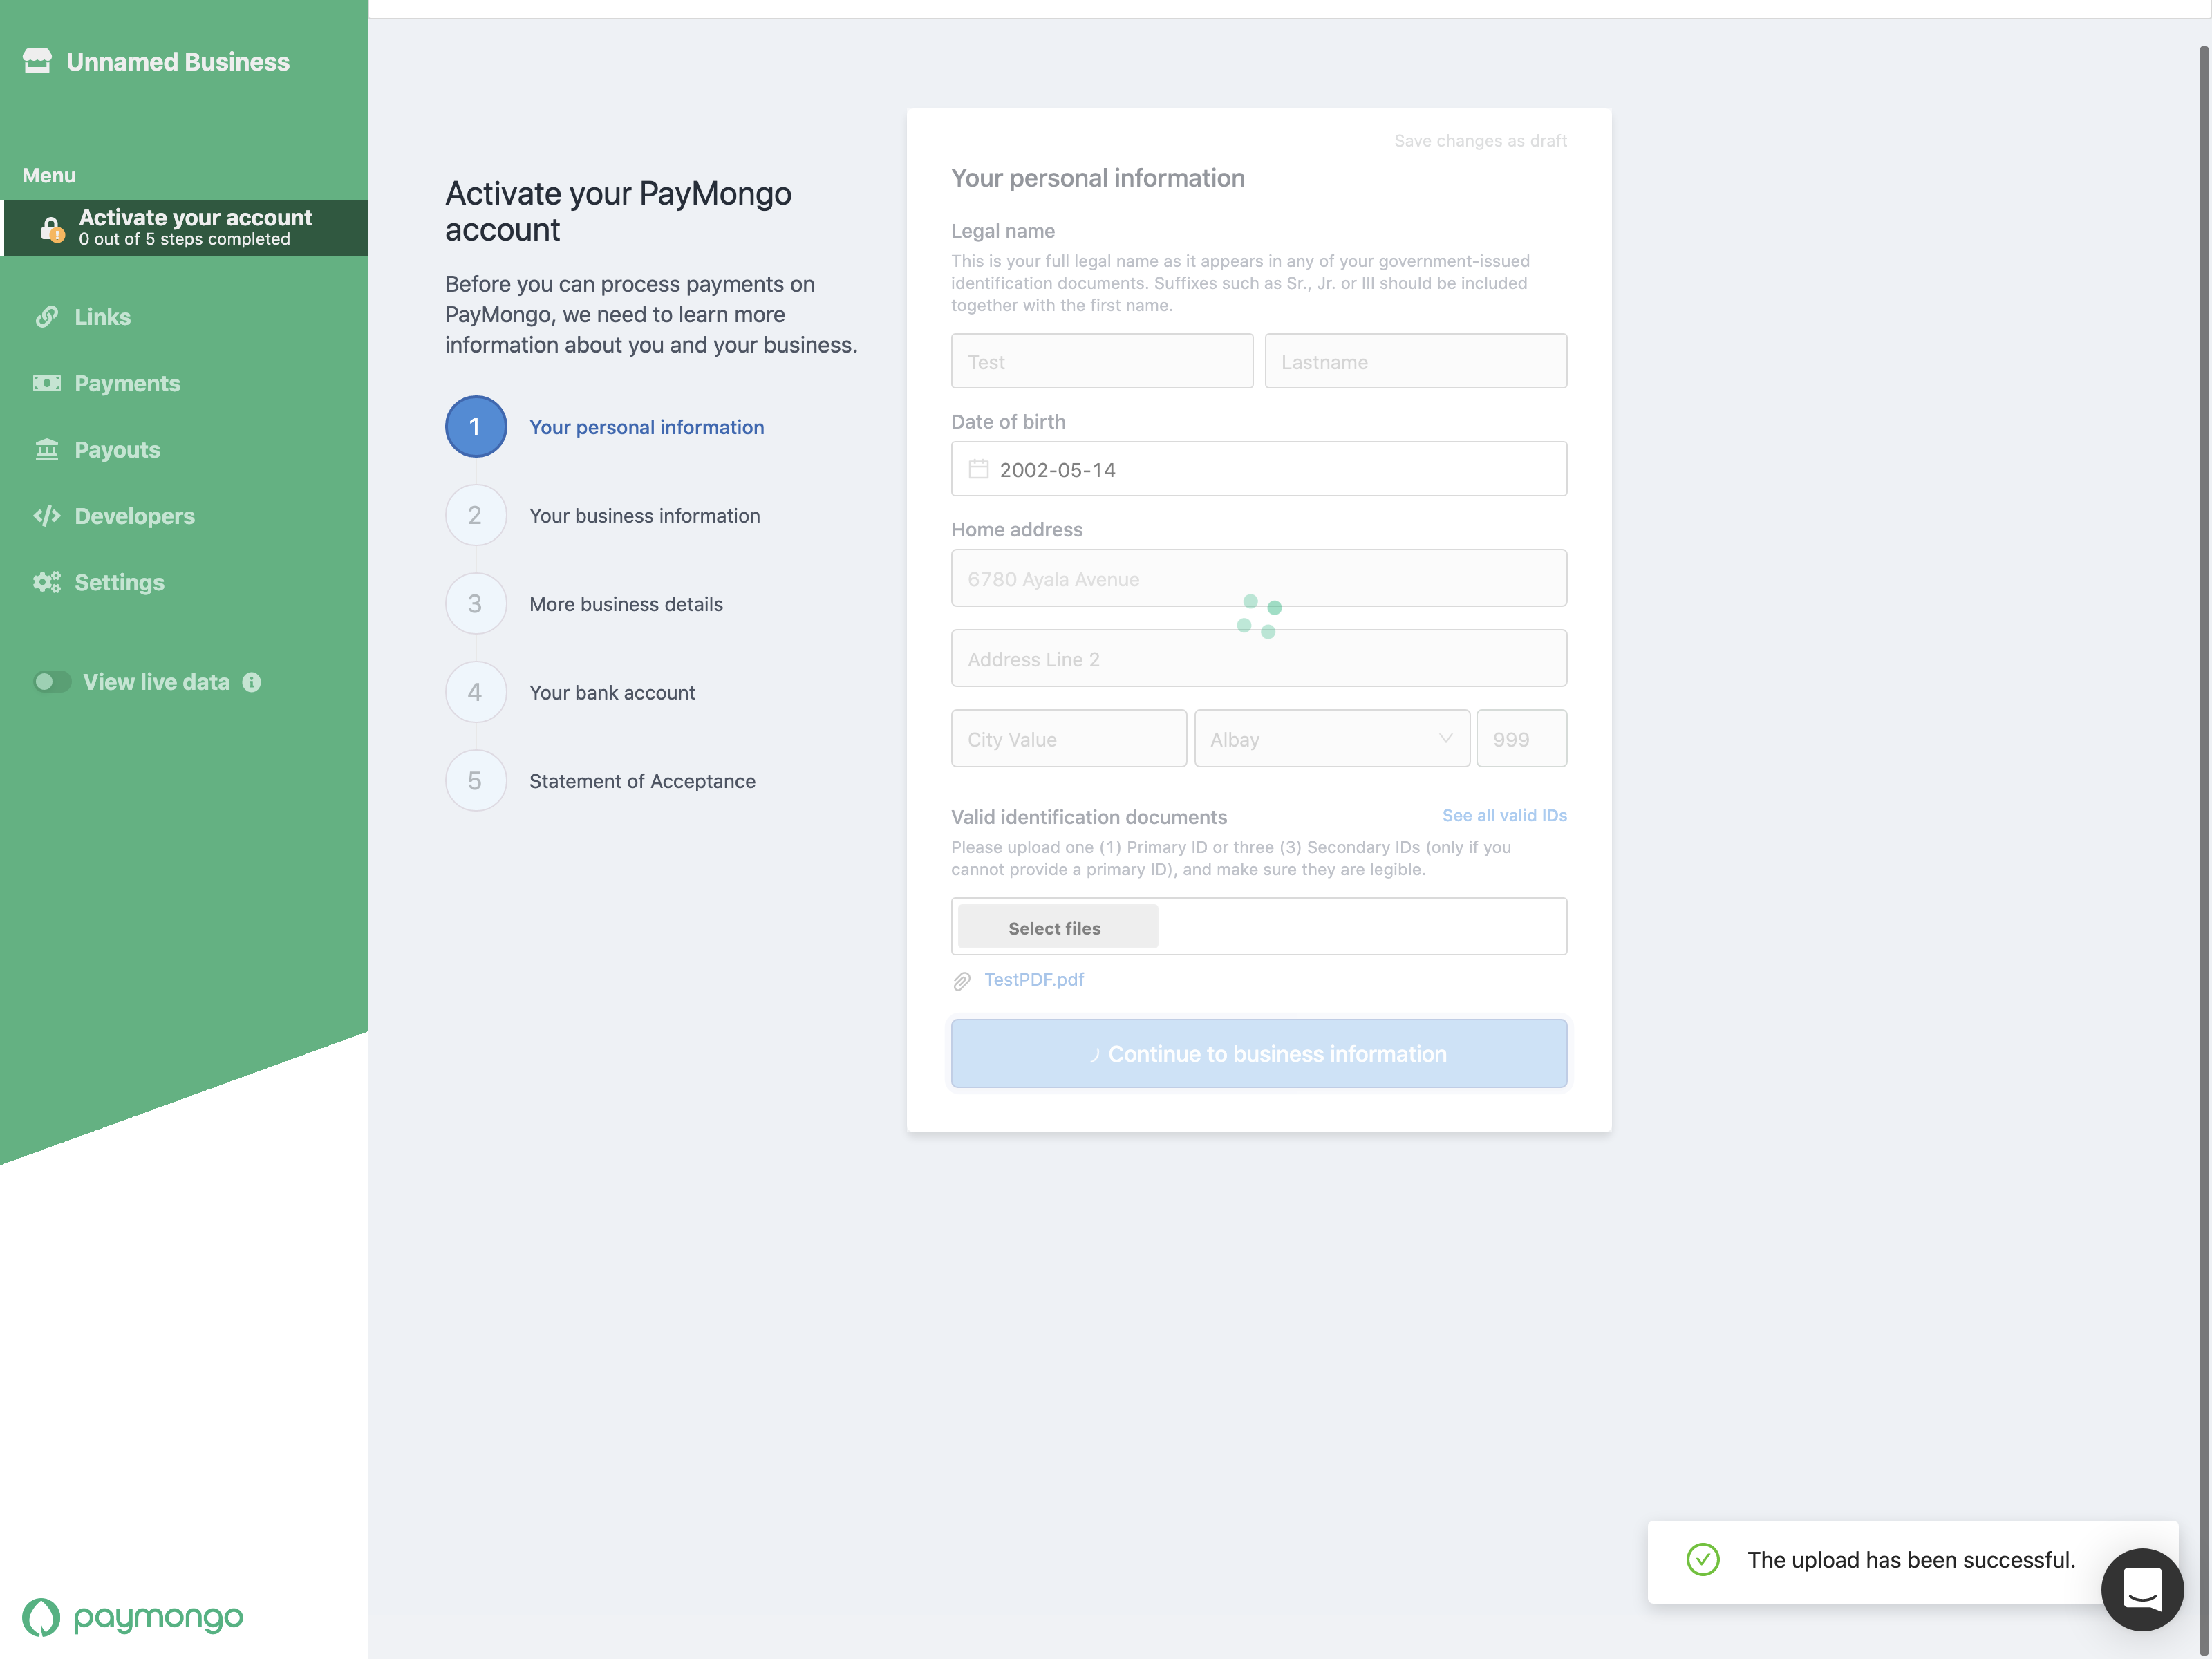 Unnamed Business
Menu
Activate your account
0 out of 5 steps completed
Links
Payments
Payouts
Developers
Settings
View live data
paymongo
Activate your PayMongo
account
Before you can process payments on
PayMongo, we need to learn more
information about you and your business.
1 Your personal information
2 Your business information
3 More business details
4 Your bank account
5 Statement of Acceptance
Save changes as draft
Your personal information
Legal name
This is your full legal name as it appears in any of your government-issued
identification documents. Suffixes such as Sr., Jr. or III should be included
together with the first name.
Test Lastname
Date of birth
2002-05-14
Home address
6780 Ayala Avenue
Address Line 2
City Value Albay 999
Valid identification documents See all valid IDs
Please upload one (1) Primary ID or three (3) Secondary IDs (only if you
cannot provide a primary ID), and make sure they are legible.
Select files
TestPDF.pdf
Continue to business information
The upload has been successful.